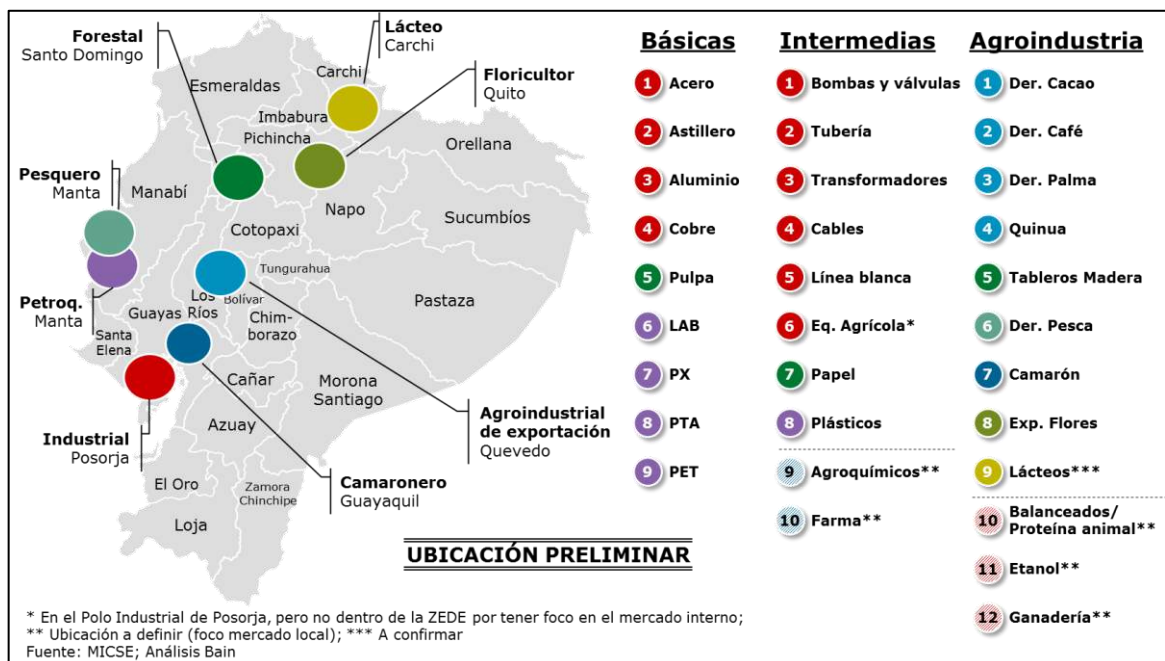 Forestal
Santo Domingo
Lácteo
Carchi
Floricultor
Quito
Pesquero
Manta
Petroq.
Manta
Industrial
Posorja
Camaronero
Guayaquil
Agroindustrial
de exportación
Quevedo
Esmeraldas
Carchi
Imbabura
Pichincha
Orellana
Manabí
Napo
Sucumbíos
Cotopaxi
Tungurahua
Pastaza
Los
Ríos
Bolívar
Guayas
Chim-
borazo
Santa
Elena
Cañar
Morona
Santiago
Azuay
El Oro
Zamora
Chinchipe
Loja
UBICACIÓN PRELIMINAR
Básicas
1 Acero
2 Astillero
3 Aluminio
4 Cobre
5 Pulpa
6 LAB
7 PX
8 PTA
9 PET
Intermedias
1 Bombas y válvulas
2 Tubería
3 Transformadores
4 Cables
5 Línea blanca
6 Eq. Agrícola*
7 Papel
8 Plásticos
9 Agroquímicos**
10 Farma**
Agroindustria
1 Der. Cacao
2 Der. Café
3 Der. Palma
4 Quinua
5 Tableros Madera
6 Der. Pesca
7 Camarón
8 Exp. Flores
9 Lácteos***
10 Balanceados/
Proteína animal**
11 Etanol**
12 Ganadería**
* En el Polo Industrial de Posorja, pero no dentro de la ZEDE por tener foco en el mercado interno;
** Ubicación a definir (foco mercado local); *** A confirmar
Fuente: MICSE; Análisis Bain